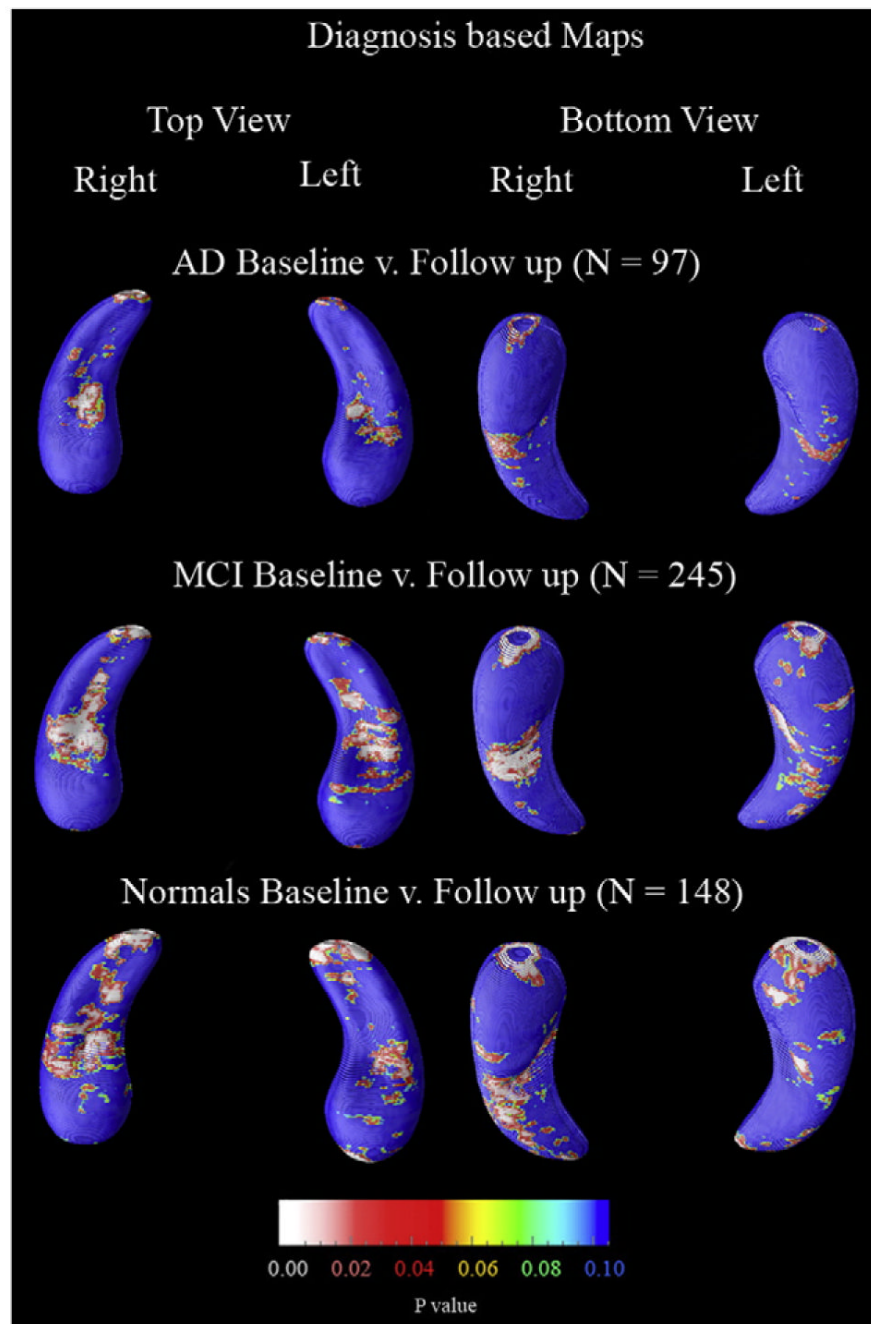 Diagnosis based Maps
Top View Bottom View
Right Left Right Left
AD Baseline v. Follow up (N = 97)
MCI Baseline v. Follow up (N = 245)
Normals Baseline v. Follow up (N = 148)
0.00 0.02 0.04 0.06 0.08 0.10
P value